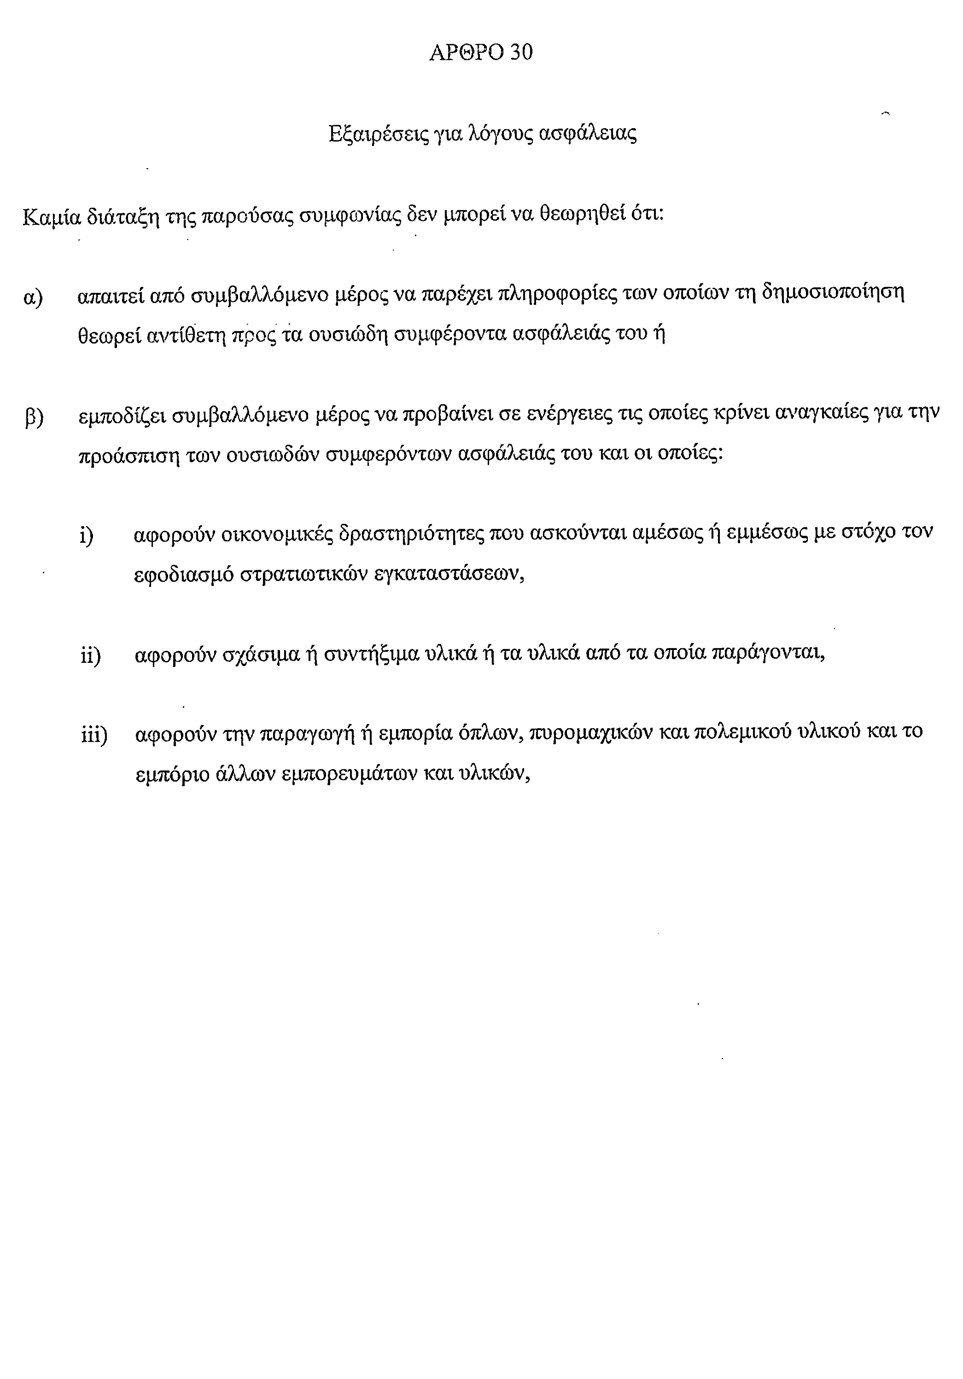 ΑΡΘΡΟ 30
Εξαιρέσεις για λόγους ασφάλειας
Καμία διάταξη της παρούσας συμφωνίας δεν μπορεί να θεωρηθεί ότι:
α) απαιτεί από συμβαλλόμενο μέρος να παρέχει πληροφορίες των οποίων τη δημοσιοποίηση
θεωρεί αντίθετη προς τα ουσιώδη συμφέροντα ασφάλειάς του ή
β) εμποδίζει συμβαλλόμενο μέρος να προβαίνει σε ενέργειες τις οποίες κρίνει αναγκαίες για την
προάσπιση των ουσιωδών συμφερόντων ασφάλειάς του και οι οποίες:
i) αφορούν οικονομικές δραστηριότητες που ασκούνται αμέσως ή εμμέσως με στόχο τον
εφοδιασμό στρατιωτικών εγκαταστάσεων,
ii) αφορούν σχάσιμα ή συντήξιμα υλικά ή τα υλικά από τα οποία παράγονται,
iii) αφορούν την παραγωγή ή εμπορία όπλων, πυρομαχικών και πολεμικού υλικού και το
εμπόριο άλλων εμπορευμάτων και υλικών,